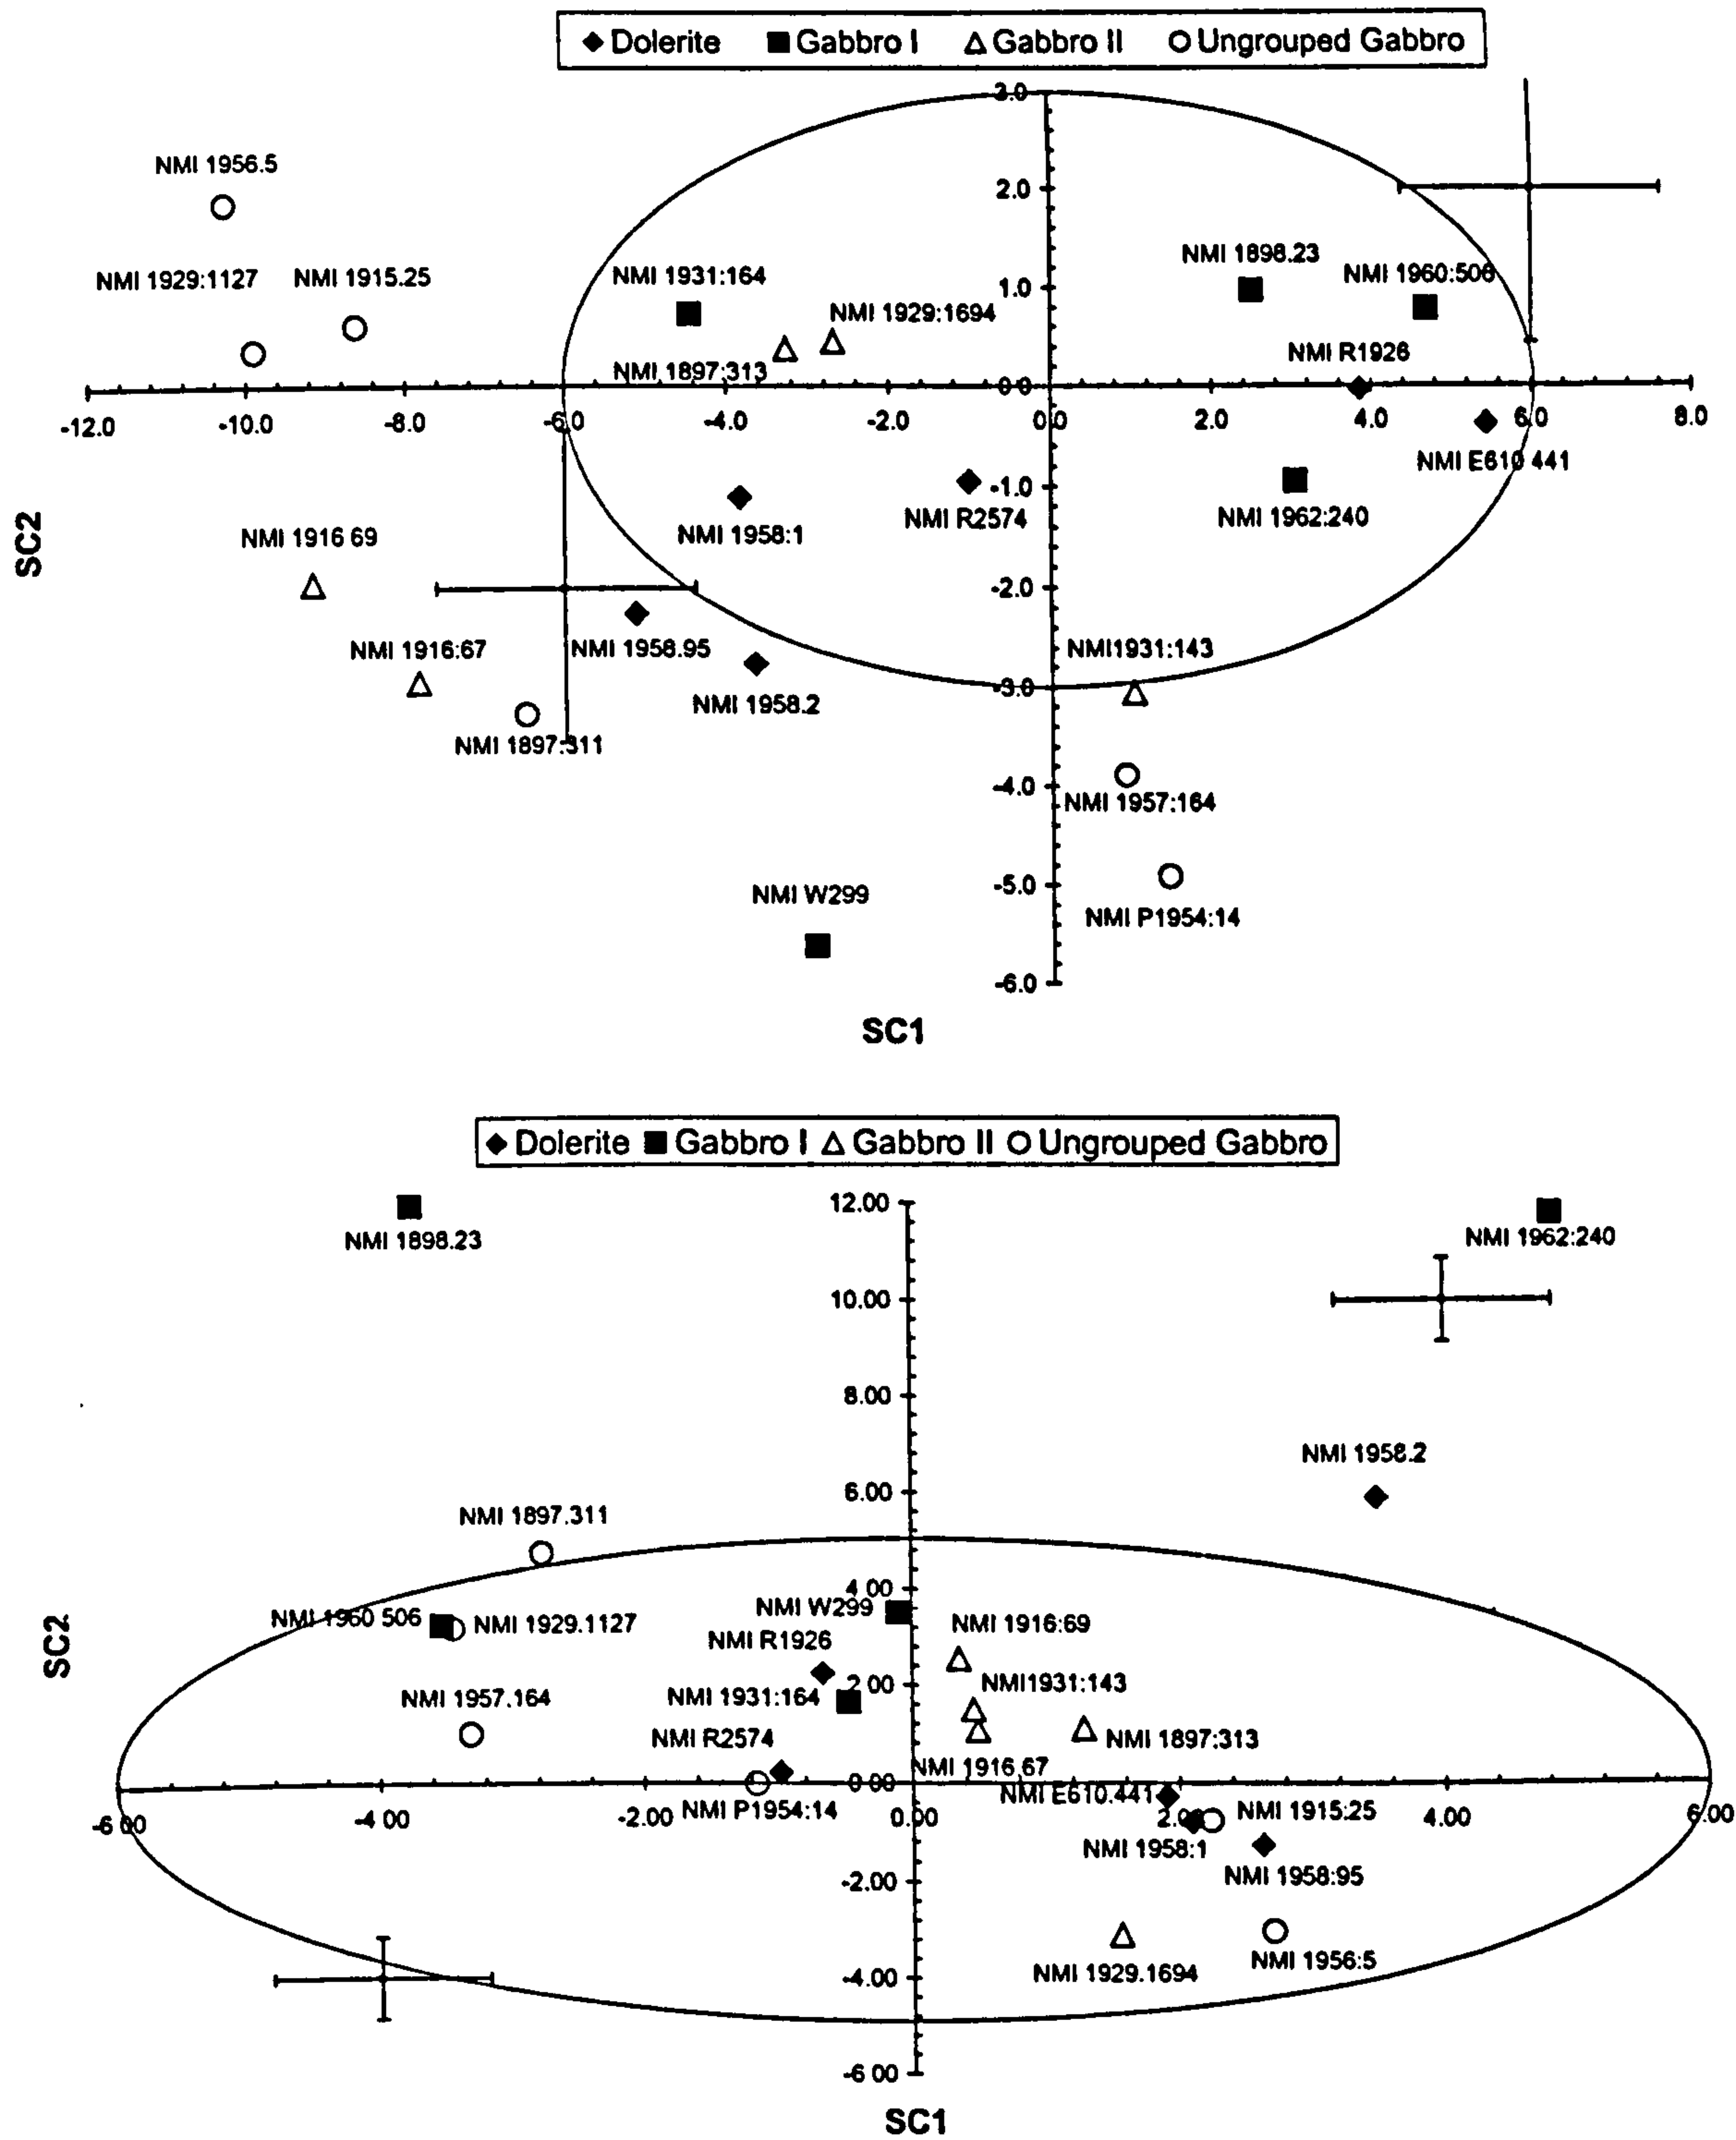 Dolerite Gabbro I Gabbro II Ungrouped Gabbro
3.0
NMI 1956.5
2.0
NMI 1898.23
NMI 1929:1127 NMI 1915.25 NMI 1931:164 NMI 1960:506
1.0
NMI 1929:1694
NMI R1926
NMI 1897:313
0.0
-12.0 -10.0 -8.0 -6.0 -4.0 -2.0 0.0 2.0 4.0 6.0 8.0
NMI E610 441
-1.0
NMI 1958:1 NMI R2574 NMI 1962:240
SC2
NMI 1916 69
-2.0
NMI 1916:67 NMI 1958.95 NMI1931:143
-3.0
NMI 1958.2
NMI 1897:311
-4.0
NMI 1957:164
-5.0
NMI W299
NMI P1954:14
-6.0
SC1
Dolerite Gabbro I Gabbro II Ungrouped Gabbro
12.00
NMI 1898.23 NMI 1962:240
10.00
8.00
NMI 1958.2
6.00
NMI 1897.311
4.00
NMI 1960 506 NMI 1929.1127 NMI W299 NMI 1916:69
SC2
NMI R1926
2.00
NMI1931:143
NMI 1957.164 NMI 1931:164
NMI R2574 NMI 1897:313
NMI 1916.67
0.00
NMI E610.441
-6 00 -4.00 -2.00 NMI P1954:14 0.00 2.00 NMI 1915:25 4.00 6.00
NMI 1958:1
-2.00
NMI 1958:95
NMI 1929.1694 NMI 1956:5
-4.00
-6 00
SC1